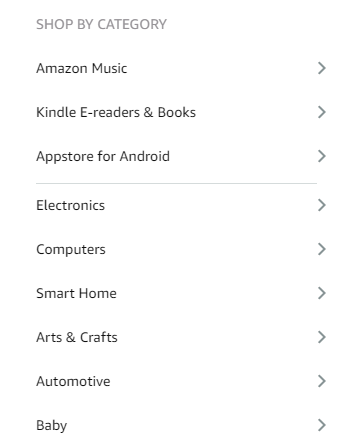 SHOP BY CATEGORY
Amazon Music
Kindle E-readers & Books
Appstore for Android
Electronics
Computers
Smart Home
Arts & Crafts
Automotive
Baby